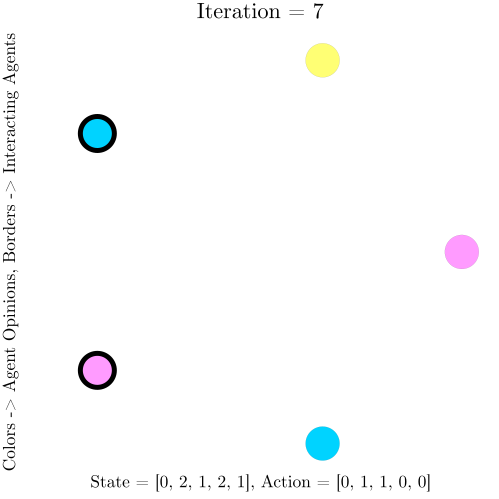 Iteration = 7
Colors -> Agent Opinions, Borders -> Interacting Agents
State = [0, 2, 1, 2, 1], Action = [0, 1, 1, 0, 0]